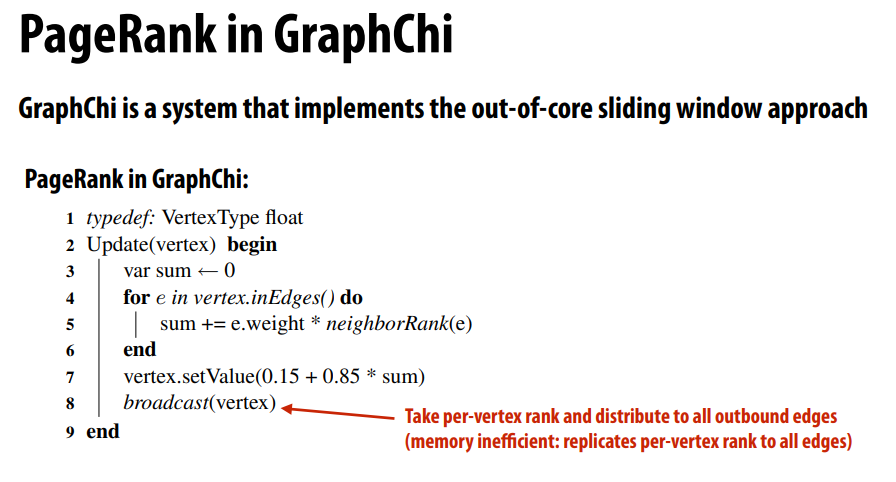 PageRank in GraphChi
GraphChi is a system that implements the out-of-core sliding window approach
PageRank in GraphChi:
1 typedef: VertexType float
2 Update(vertex) begin
3 var sum ← 0
4 for e in vertex.inEdges() do
5 sum += e.weight * neighborRank(e)
6 end
7 vertex.setValue(0.15 + 0.85 * sum)
8 broadcast(vertex)
9 end
Take per-vertex rank and distribute to all outbound edges
(memory inefficient: replicates per-vertex rank to all edges)